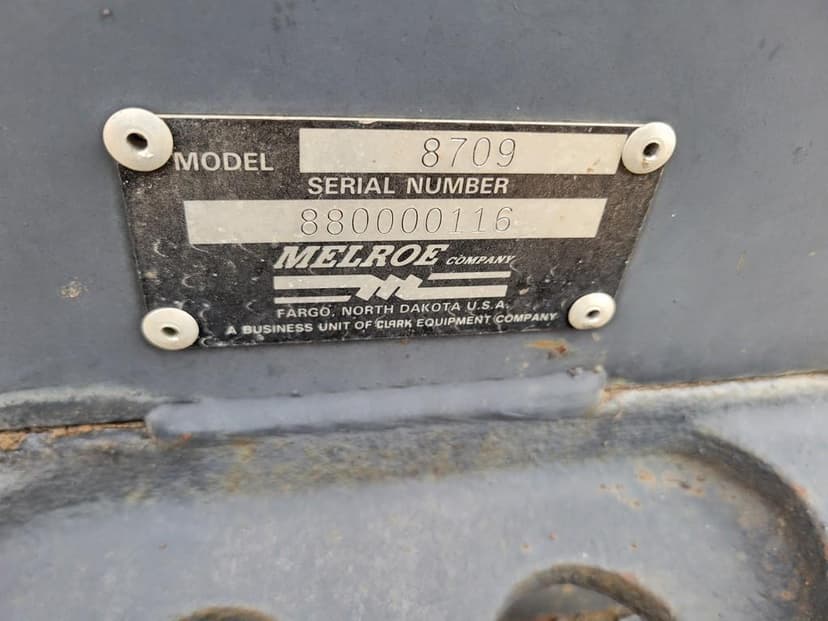 MODEL 8709
SERIAL NUMBER
880000116
MELROE COMPANY
FARGO, NORTH DAKOTA U.S.A.
A BUSINESS UNIT OF CLARK EQUIPMENT COMPANY